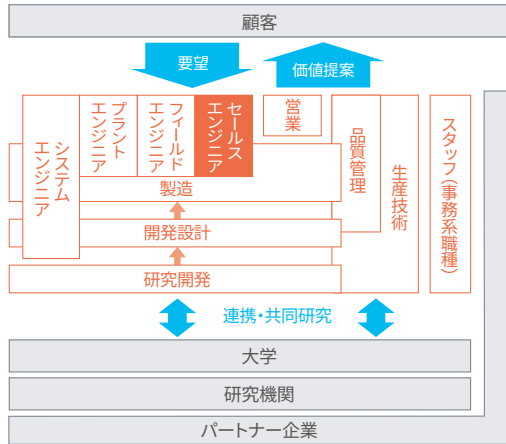 顧客
要望
価値提案
システム
エンジニア
プラント
エンジニア
フィールド
エンジニア
セールス
エンジニア
営業
品質管理
生産技術
スタッフ(事務系職種)
製造
開発設計
研究開発
連携・共同研究
大学
研究機関
パートナー企業